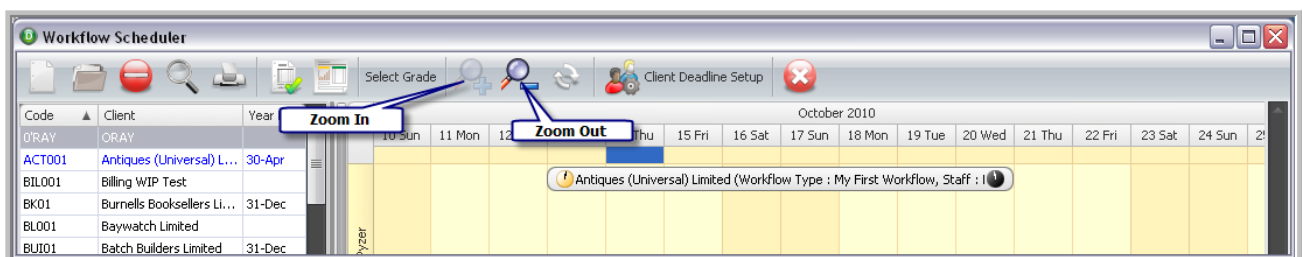 Workflow Scheduler
Select Grade
Client Deadline Setup
Zoom In
Zoom Out
Code Client Year
October 2010
10 Sun 11 Mon 12 Thu 15 Fri 16 Sat 17 Sun 18 Mon 19 Tue 20 Wed 21 Thu 22 Fri 23 Sat 24 Sun
O'RAY ORAY
ACT001 Antiques (Universal) L... 30-Apr
Antiques (Universal) Limited (Workflow Type : My First Workflow, Staff : 
BIL001 Billing WIP Test
BK01 Burnells Booksellers Li... 31-Dec
BL001 Baywatch Limited
BUI01 Batch Builders Limited 31-Dec